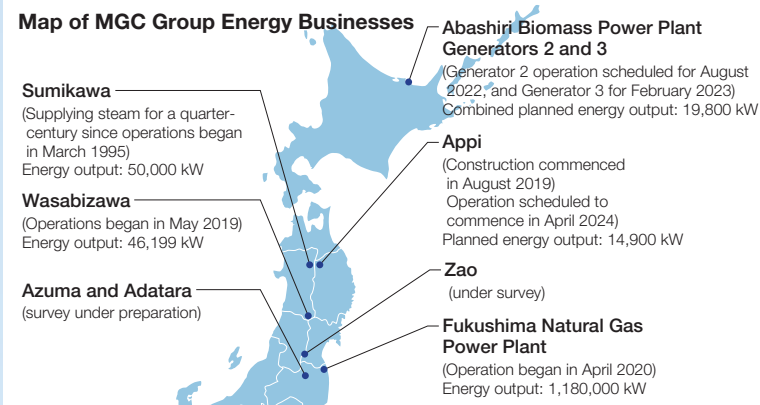 Map of MGC Group Energy Businesses
Sumikawa
(Supplying steam for a quarter-
century since operations began
in March 1995)
Energy output: 50,000 kW
Wasabizawa
(Operations began in May 2019)
Energy output: 46,199 kW
Azuma and Adatara
(survey under preparation)
Abashiri Biomass Power Plant
Generators 2 and 3
(Generator 2 operation scheduled for August
2022, and Generator 3 for February 2023)
Combined planned energy output: 19,800 kW
Appi
(Construction commenced
in August 2019)
Operation scheduled to
commence in April 2024)
Planned energy output: 14,900 kW
Zao
(under survey)
Fukushima Natural Gas
Power Plant
(Operation began in April 2020)
Energy output: 1,180,000 kW